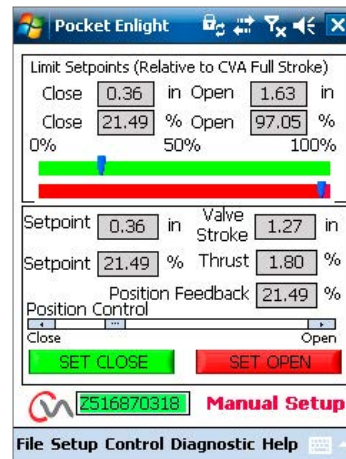 Pocket Enlight
Limit Setpoints (Relative to CVA Full Stroke)
Close 0.36 in Open 1.63 in
Close 21.49 % Open 97.05 %
0% 50% 100%
Setpoint 0.36 in Valve Stroke 1.27 in
Setpoint 21.49 % Thrust 1.80 %
Position Feedback 21.49 %
Position Control
Close Open
SET CLOSE SET OPEN
CVA Z516870318 Manual Setup
File Setup Control Diagnostic Help